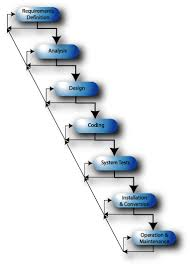 Requirements
Definition
Analysis
Design
Coding
System Tests
Installation
& Conversion
Operation &
Maintenance